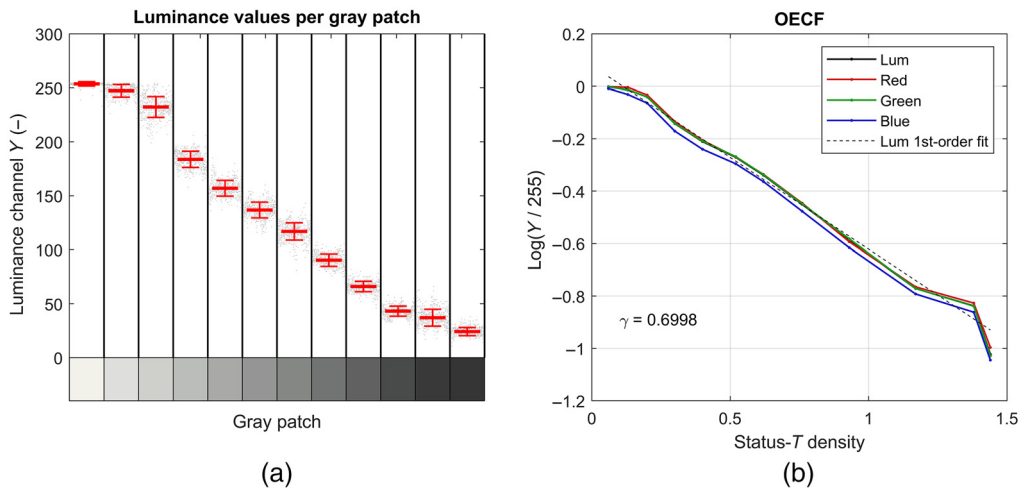 Luminance values per gray patch
300
250
200
150
100
50
0
Luminance channel Y (–)
Gray patch
(a)
OECF
0.2
0
–0.2
–0.4
–0.6
–0.8
–1
–1.2
Log(Y / 255)
Lum
Red
Green
Blue
Lum 1st-order fit
γ = 0.6998
0
0.5
1
1.5
Status-T density
(b)